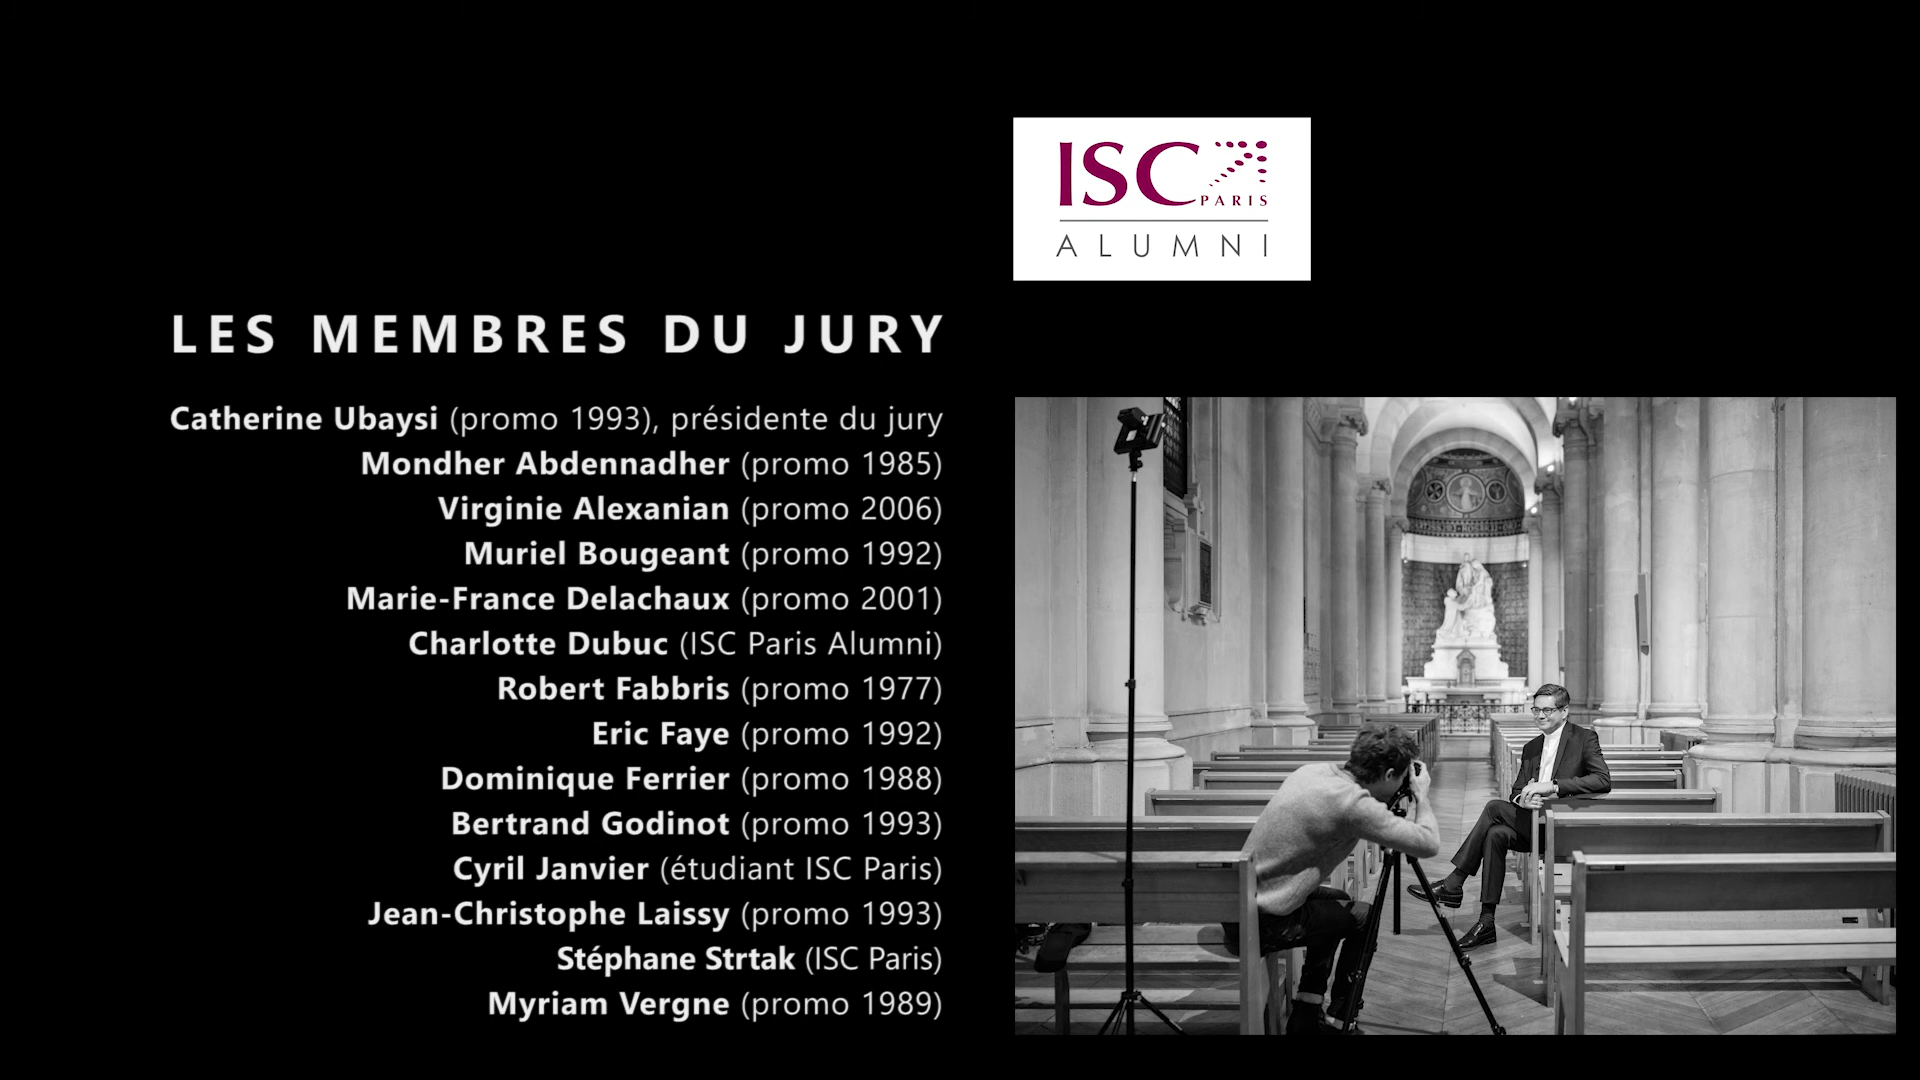 ISC PARIS
ALUMNI
LES MEMBRES DU JURY
Catherine Ubaysi (promo 1993), présidente du jury
Mondher Abdennadher (promo 1985)
Virginie Alexanian (promo 2006)
Muriel Bougeant (promo 1992)
Marie-France Delachaux (promo 2001)
Charlotte Dubuc (ISC Paris Alumni)
Robert Fabbris (promo 1977)
Eric Faye (promo 1992)
Dominique Ferrier (promo 1988)
Bertrand Godinot (promo 1993)
Cyril Janvier (étudiant ISC Paris)
Jean-Christophe Laissy (promo 1993)
Stéphane Strtak (ISC Paris)
Myriam Vergne (promo 1989)